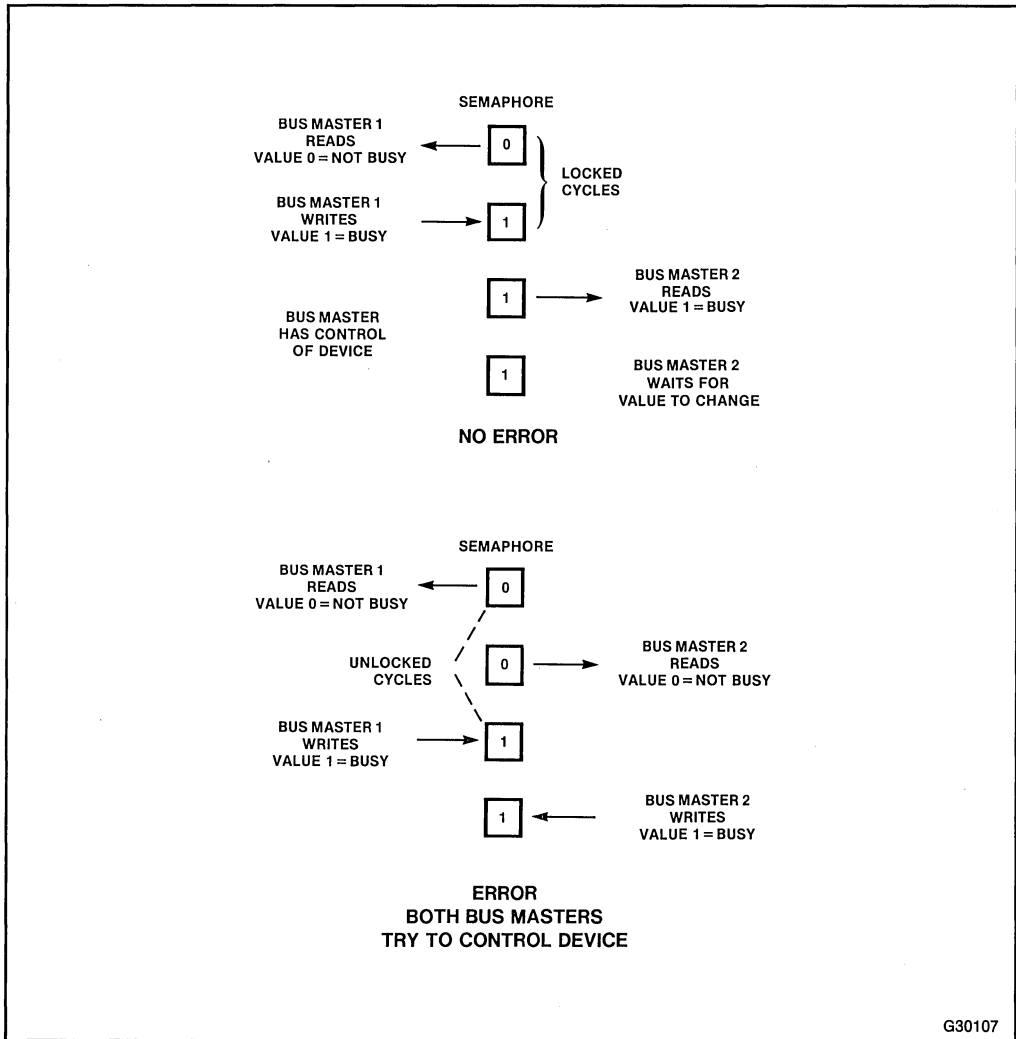 SEMAPHORE
BUS MASTER 1
READS
VALUE 0 = NOT BUSY
0
LOCKED
CYCLES
BUS MASTER 1
WRITES
VALUE 1 = BUSY
1
BUS MASTER
HAS CONTROL
OF DEVICE
1
BUS MASTER 2
READS
VALUE 1 = BUSY
1
BUS MASTER 2
WAITS FOR
VALUE TO CHANGE
NO ERROR
SEMAPHORE
BUS MASTER 1
READS
VALUE 0 = NOT BUSY
0
UNLOCKED
CYCLES
0
BUS MASTER 2
READS
VALUE 0 = NOT BUSY
BUS MASTER 1
WRITES
VALUE 1 = BUSY
1
1
BUS MASTER 2
WRITES
VALUE 1 = BUSY
ERROR
BOTH BUS MASTERS
TRY TO CONTROL DEVICE
G30107